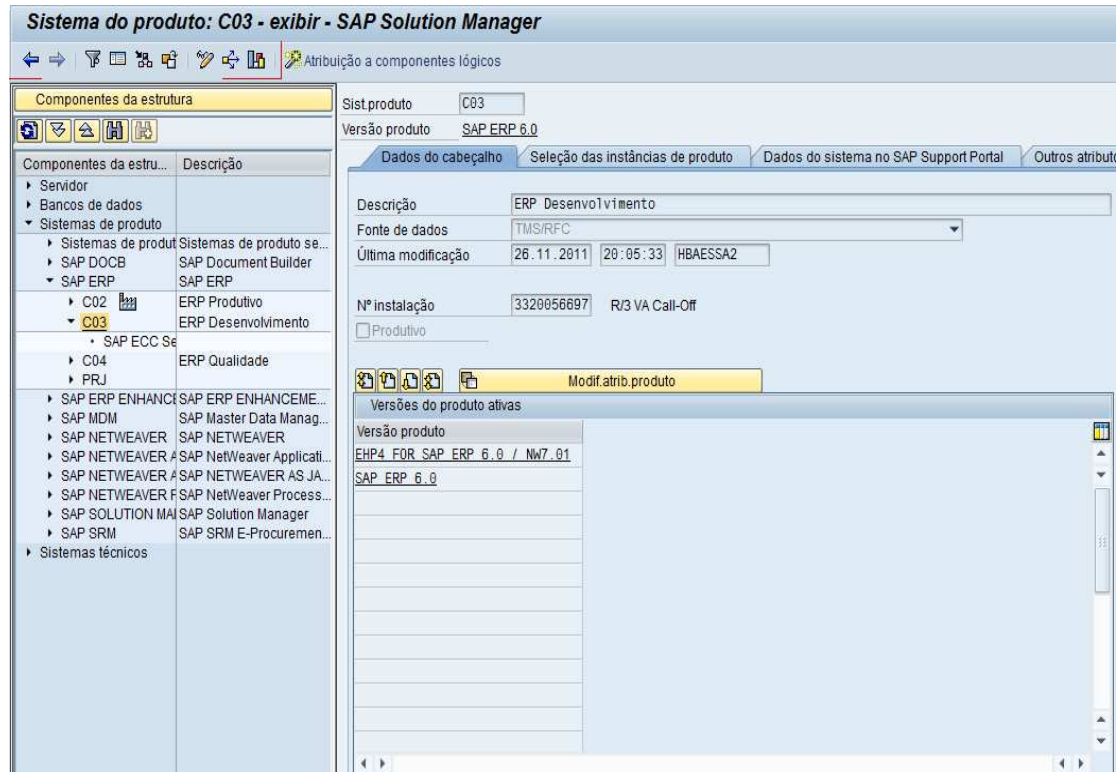 Sistema do produto: C03 - exibir - SAP Solution Manager
Atribuição a componentes lógicos
Componentes da estrutura
Componentes da estru... Descrição
Servidor
Bancos de dados
Sistemas de produto
Sistemas de produt Sistemas de produto se...
SAP DOCB SAP Document Builder
SAP ERP SAP ERP
C02 ERP Produtivo
C03 ERP Desenvolvimento
SAP ECC Se
C04 ERP Qualidade
PRJ
SAP ERP ENHANCE SAP ERP ENHANCEME...
SAP MDM SAP Master Data Manag...
SAP NETWEAVER SAP NETWEAVER
SAP NETWEAVER A SAP NetWeaver Applicati...
SAP NETWEAVER A SAP NETWEAVER AS JA...
SAP NETWEAVER P SAP NetWeaver Process...
SAP SOLUTION MAN SAP Solution Manager
SAP SRM SAP SRM E-Procuremen...
Sistemas técnicos
Sist.produto C03
Versão produto SAP ERP 6.0
Dados do cabeçalho Seleção das instâncias de produto Dados do sistema no SAP Support Portal Outros atributo
Descrição ERP Desenvolvimento
Fonte de dados TMS/RFC
Última modificação 26.11.2011 20:05:33 HBAESSA2
Nº instalação 3320056697 R/3 VA Call-Off
Produtivo
Modif.atrib.produto
Versões do produto ativas
Versão produto
EHP4 FOR SAP ERP 6.0 / NW7.01
SAP ERP 6.0